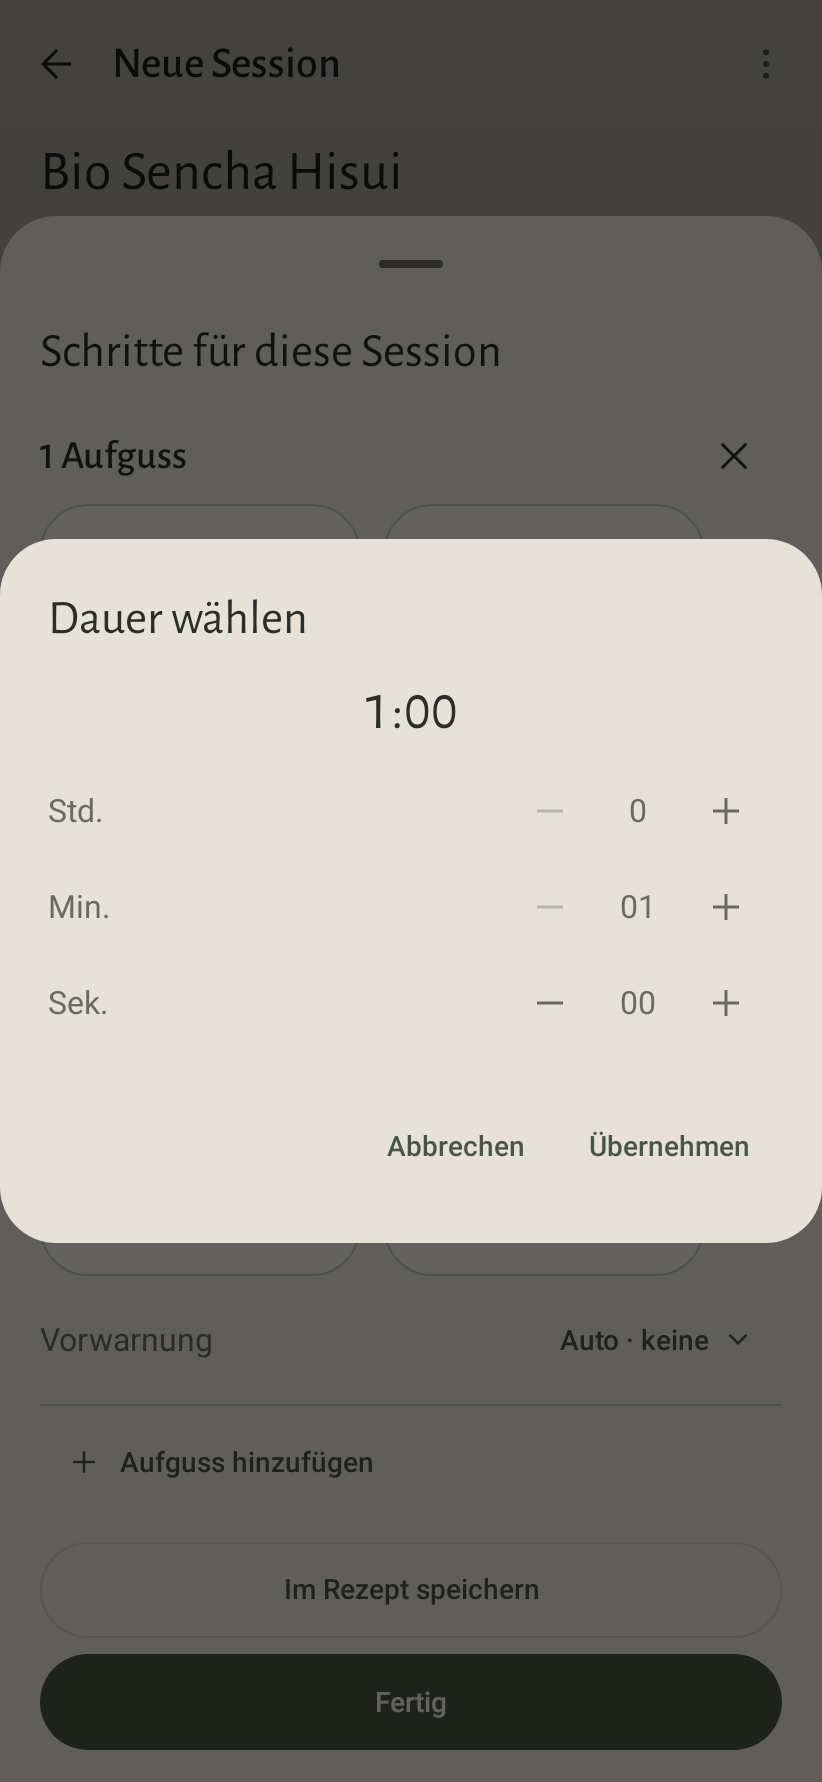 Neue Session
Bio Sencha Hisui
Schritte für diese Session
1 Aufguss
Dauer wählen
1:00
Std. 0
Min. 01
Sek. 00
Abbrechen Übernehmen
Vorwarnung Auto · keine
Aufguss hinzufügen
Im Rezept speichern
Fertig